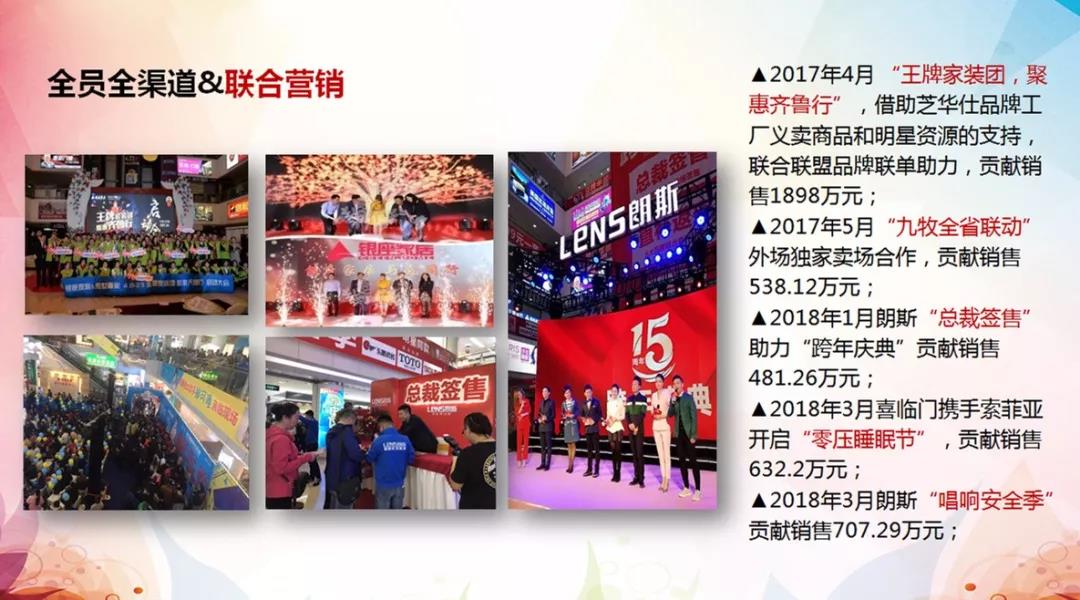 全员全渠道&联合营销
王牌家装团
银座家居
LENS朗斯
总裁签售
15
周年
典
TOTO
总裁签售
LENS朗斯
▲2017年4月 “王牌家装团，聚
惠齐鲁行” ，借助芝华仕品牌工
厂义卖商品和明星资源的支持，
联合联盟品牌联单助力，贡献销
售1898万元；
▲2017年5月 “九牧全省联动”
外场独家卖场合作，贡献销售
538.12万元；
▲2018年1月朗斯 “总裁签售”
助力 “跨年庆典” 贡献销售
481.26万元；
▲2018年3月喜临门携手索菲亚
开启 “零压睡眠节” ，贡献销售
632.2万元；
▲2018年3月朗斯 “唱响安全季”
贡献销售707.29万元；